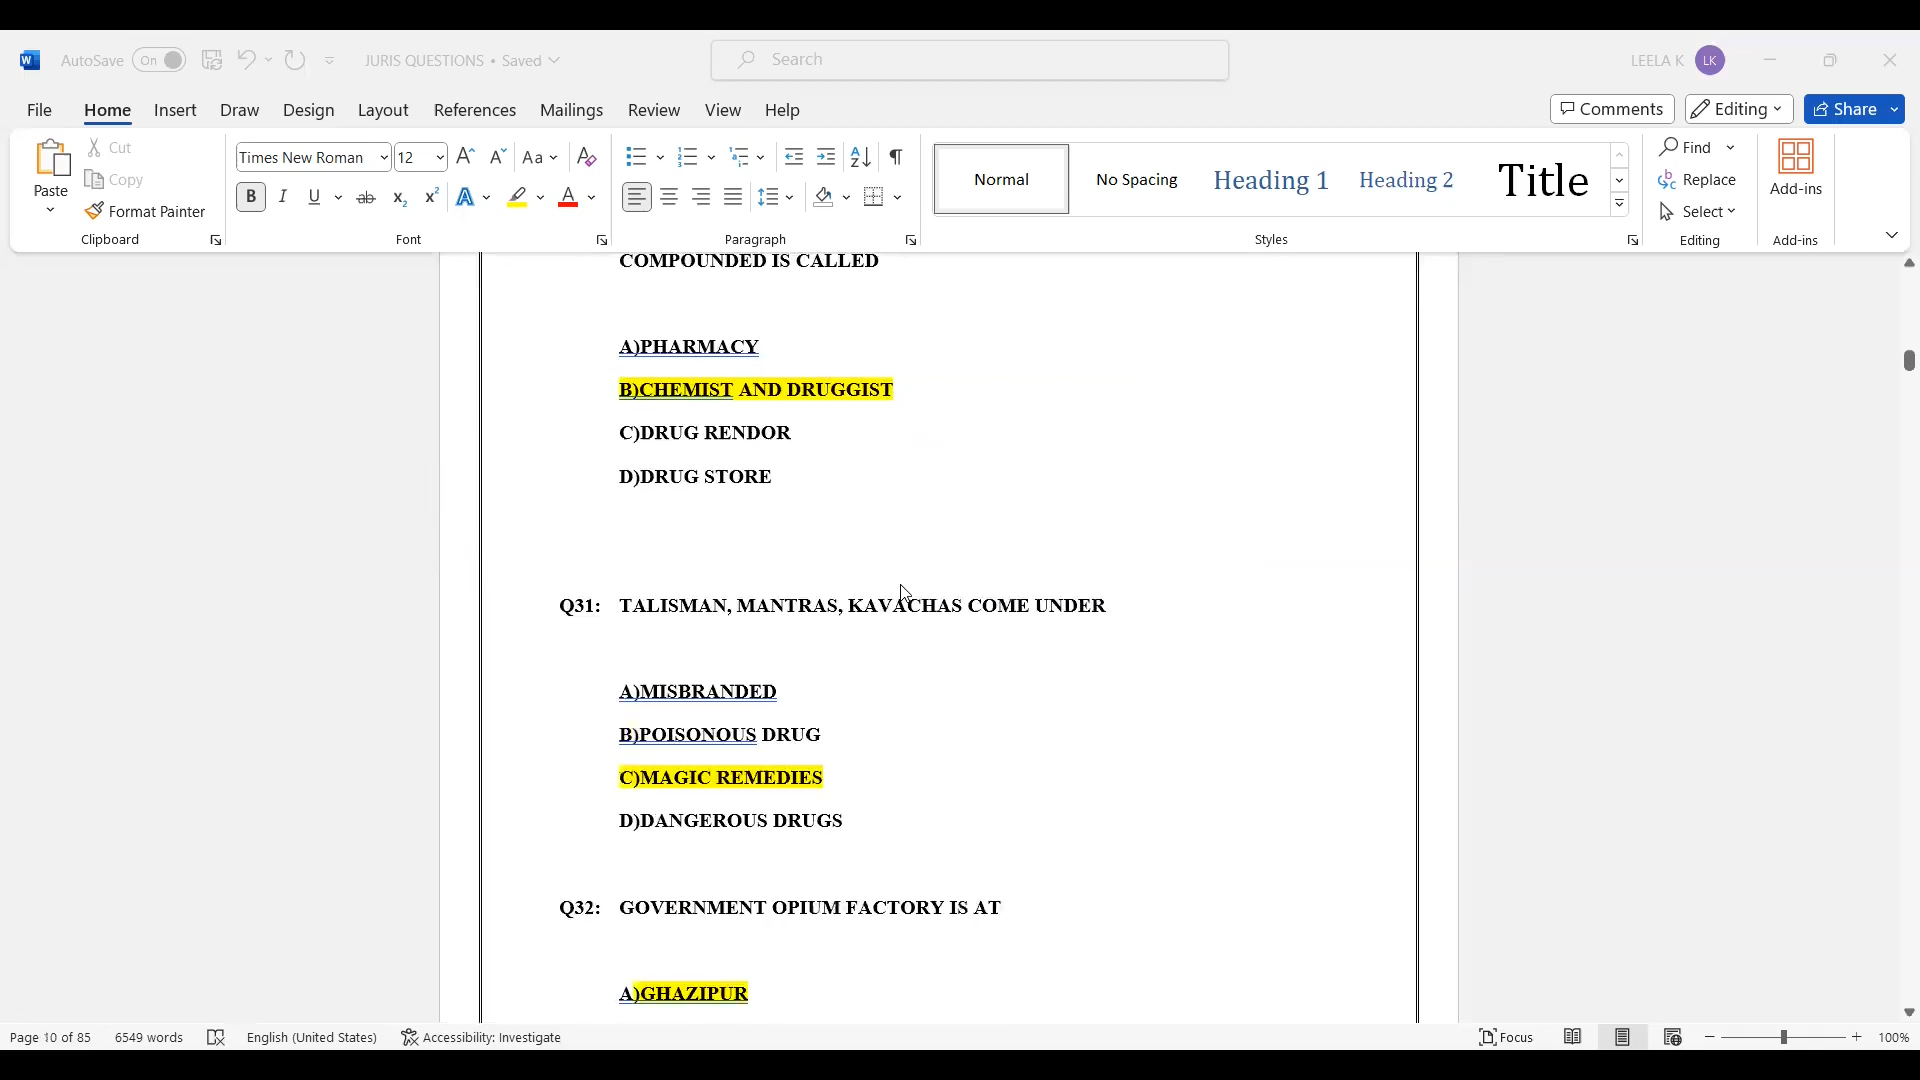 AutoSave On JURIS QUESTIONS • Saved Search LEELA K LK
File Home Insert Draw Design Layout References Mailings Review View Help Comments Editing Share
Paste Cut Copy Format Painter
Clipboard
Times New Roman 12 Aa
B I U ab x₂ x² A A
Font
Paragraph
Normal No Spacing Heading 1 Heading 2 Title
Styles
Find Replace Select
Editing
Add-ins
Add-ins
COMPOUNDED IS CALLED
A)PHARMACY
B)CHEMIST AND DRUGGIST
C)DRUG RENDOR
D)DRUG STORE
Q31: TALISMAN, MANTRAS, KAVACHAS COME UNDER
A)MISBRANDED
B)POISONOUS DRUG
C)MAGIC REMEDIES
D)DANGEROUS DRUGS
Q32: GOVERNMENT OPIUM FACTORY IS AT
A)GHAZIPUR
Page 10 of 85 6549 words English (United States) Accessibility: Investigate Focus 100%